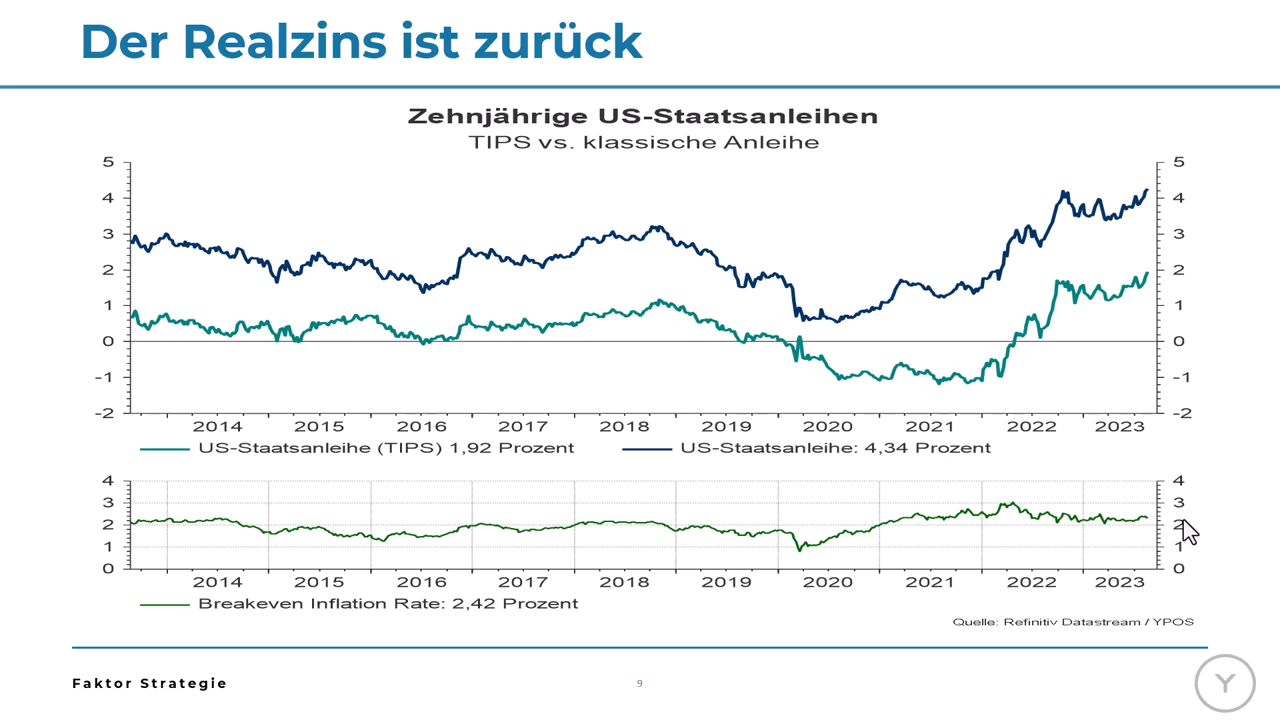 Der Realzins ist zurück
Zehnjährige US-Staatsanleihen
TIPS vs. klassische Anleihe
5 5
4 4
3 3
2 2
1 1
0 0
-1 -1
-2 -2
2014 2015 2016 2017 2018 2019 2020 2021 2022 2023
US-Staatsanleihe (TIPS) 1,92 Prozent US-Staatsanleihe: 4,34 Prozent
4 4
3 3
2 2
1 1
0 0
2014 2015 2016 2017 2018 2019 2020 2021 2022 2023
Breakeven Inflation Rate: 2,42 Prozent
Quelle: Refinitiv Datastream / YPOS
Faktor Strategie 9 Y